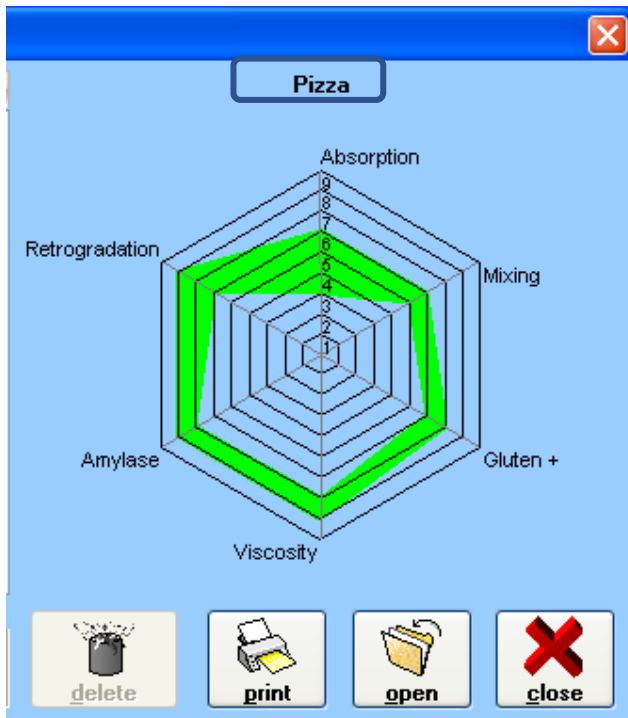 Pizza
Absorption
9
8
7
6
5
4
3
2
1
Retrogradation
Mixing
Amylase
Gluten +
Viscosity
delete
print
open
close